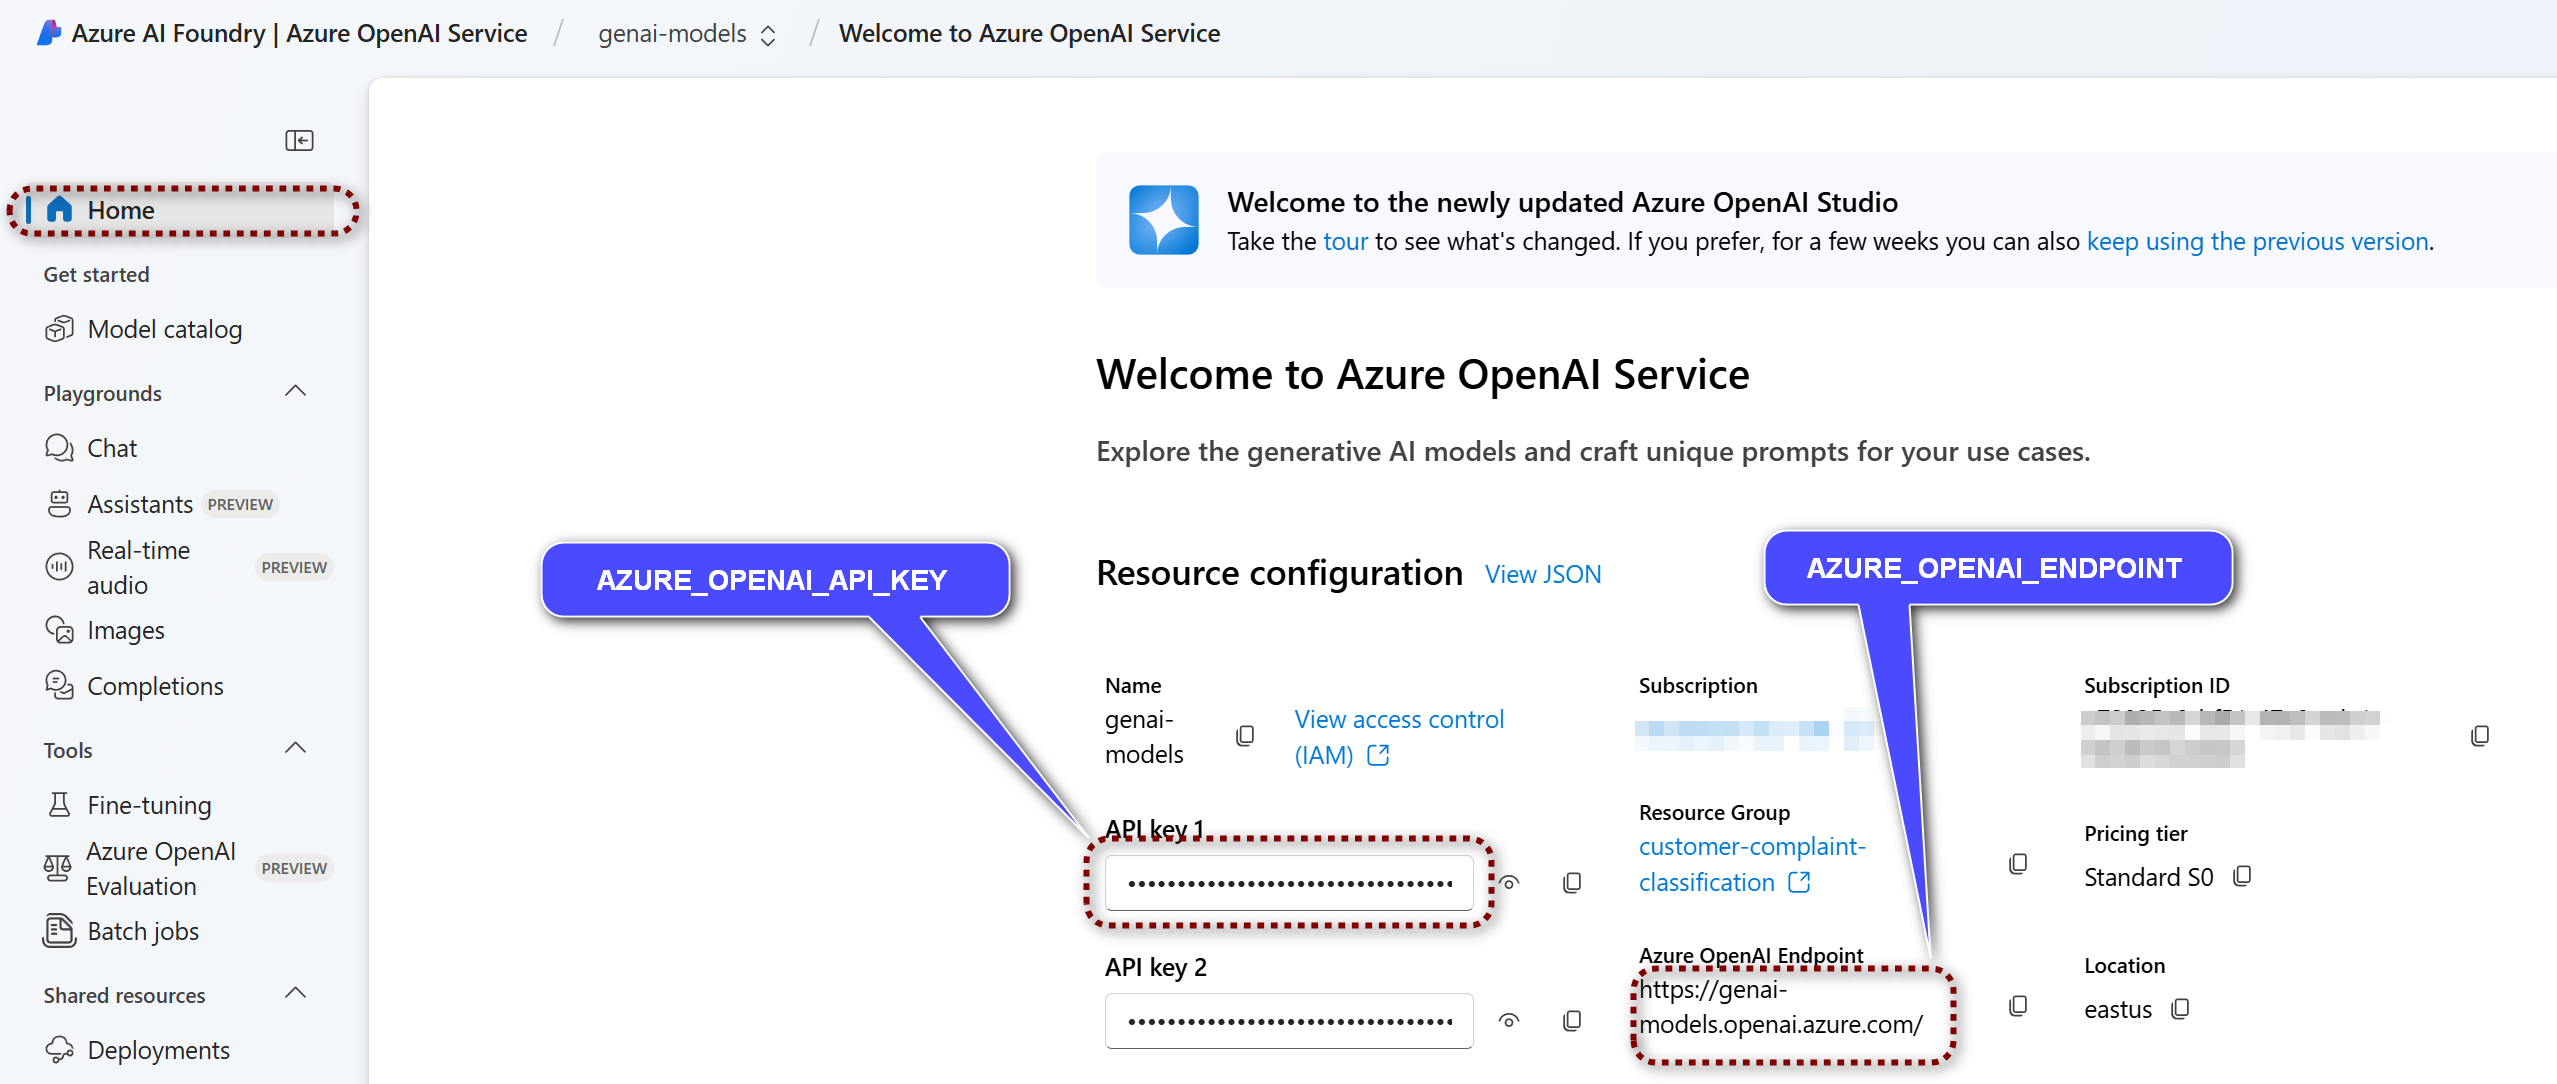 Azure AI Foundry | Azure OpenAI Service / genai-models / Welcome to Azure OpenAI Service
Home
Get started
Model catalog
Playgrounds
Chat
Assistants PREVIEW
Real-time
audio PREVIEW
Images
Completions
Tools
Fine-tuning
Azure OpenAI
Evaluation PREVIEW
Batch jobs
Shared resources
Deployments
Welcome to the newly updated Azure OpenAI Studio
Take the tour to see what's changed. If you prefer, for a few weeks you can also keep using the previous version.
Welcome to Azure OpenAI Service
Explore the generative AI models and craft unique prompts for your use cases.
AZURE_OPENAI_API_KEY
AZURE_OPENAI_ENDPOINT
Resource configuration View JSON
Name
genai-
models
View access control
(IAM)
API key 1
••••••••••••••••••••••••••••••••
API key 2
••••••••••••••••••••••••••••••••
Subscription
Resource Group
customer-complaint-
classification
Azure OpenAI Endpoint
https://genai-
models.openai.azure.com/
Subscription ID
Pricing tier
Standard S0
Location
eastus